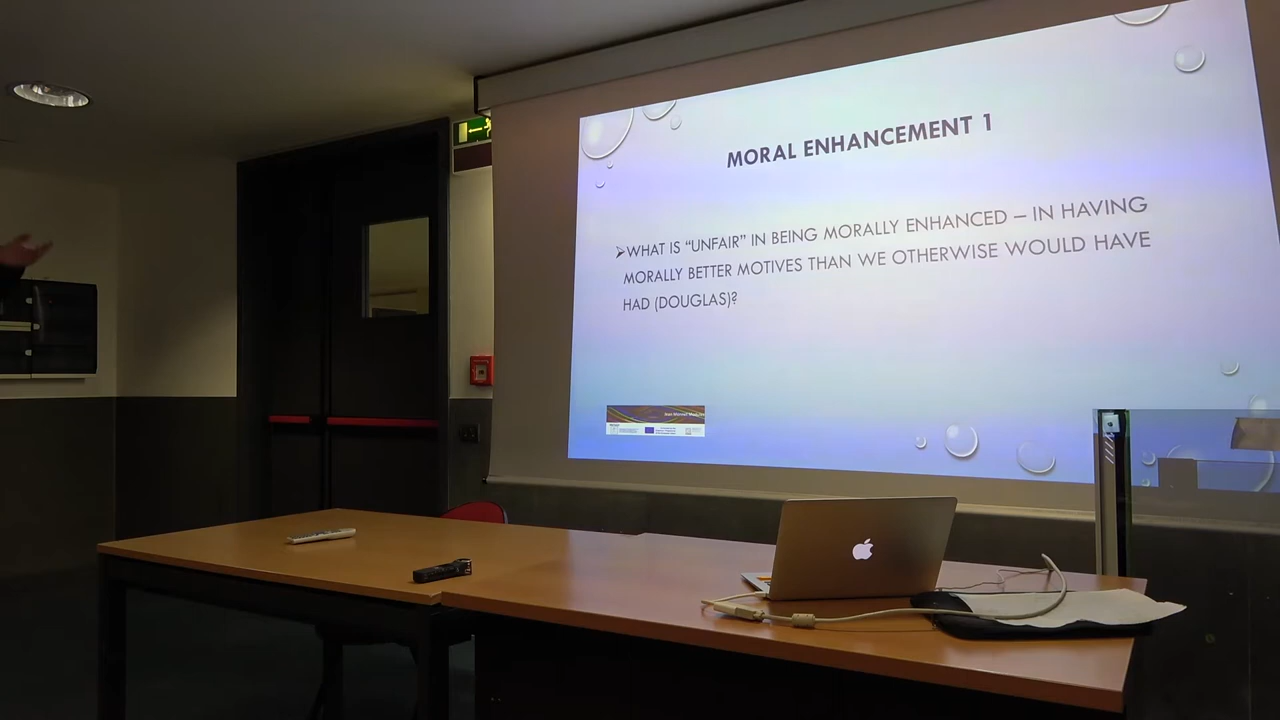 MORAL ENHANCEMENT 1
➢WHAT IS “UNFAIR” IN BEING MORALLY ENHANCED – IN HAVING
MORALLY BETTER MOTIVES THAN WE OTHERWISE WOULD HAVE
HAD (DOUGLAS)?